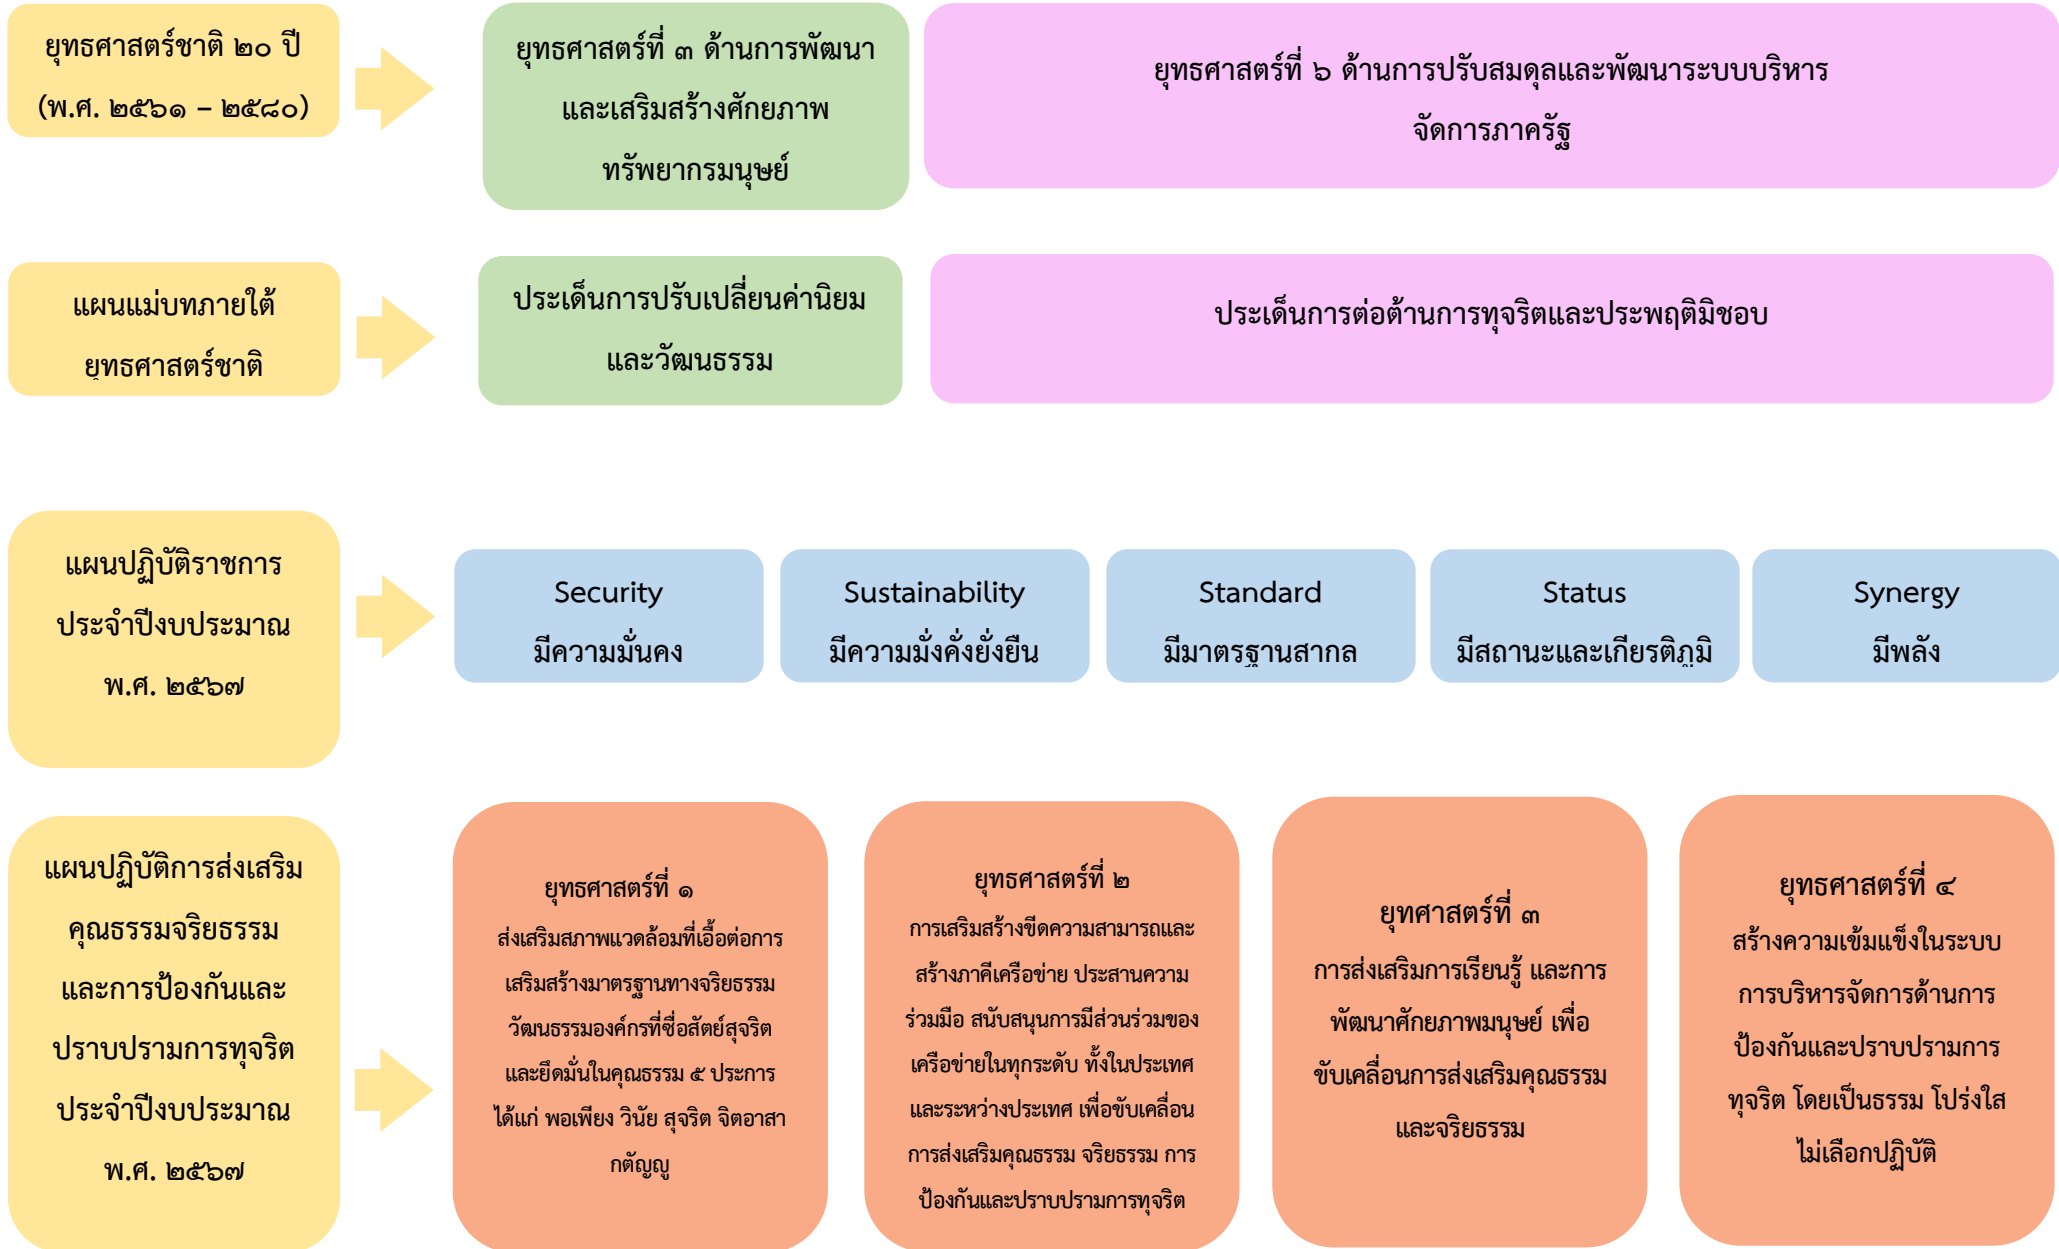 ยุทธศาสตร์ชาติ ๒๐ ปี
(พ.ศ. ๒๕๖๑ – ๒๕๘๐)
ยุทธศาสตร์ที่ ๓ ด้านการพัฒนา
และเสริมสร้างศักยภาพ
ทรัพยากรมนุษย์
ยุทธศาสตร์ที่ ๖ ด้านการปรับสมดุลและพัฒนาระบบบริหาร
จัดการภาครัฐ
แผนแม่บทภายใต้
ยุทธศาสตร์ชาติ
ประเด็นการปรับเปลี่ยนค่านิยม
และวัฒนธรรม
ประเด็นการต่อต้านการทุจริตและประพฤติมิชอบ
แผนปฏิบัติราชการ
ประจำปีงบประมาณ
พ.ศ. ๒๕๖๗
Security
มีความมั่นคง
Sustainability
มีความมั่งคั่งยั่งยืน
Standard
มีมาตรฐานสากล
Status
มีสถานะและเกียรติภูมิ
Synergy
มีพลัง
แผนปฏิบัติการส่งเสริม
คุณธรรมจริยธรรม
และการป้องกันและ
ปราบปรามการทุจริต
ประจำปีงบประมาณ
พ.ศ. ๒๕๖๗
ยุทธศาสตร์ที่ ๑
ส่งเสริมสภาพแวดล้อมที่เอื้อต่อการ
เสริมสร้างมาตรฐานทางจริยธรรม
วัฒนธรรมองค์กรที่ซื่อสัตย์สุจริต
และยึดมั่นในคุณธรรม ๕ ประการ
ได้แก่ พอเพียง วินัย สุจริต จิตอาสา
กตัญญู
ยุทธศาสตร์ที่ ๒
การเสริมสร้างขีดความสามารถและ
สร้างภาคีเครือข่าย ประสานความ
ร่วมมือ สนับสนุนการมีส่วนร่วมของ
เครือข่ายในทุกระดับ ทั้งในประเทศ
และระหว่างประเทศ เพื่อขับเคลื่อน
การส่งเสริมคุณธรรม จริยธรรม การ
ป้องกันและปราบปรามการทุจริต
ยุทศาสตร์ที่ ๓
การส่งเสริมการเรียนรู้ และการ
พัฒนาศักยภาพมนุษย์ เพื่อ
ขับเคลื่อนการส่งเสริมคุณธรรม
และจริยธรรม
ยุทธศาสตร์ที่ ๔
สร้างความเข้มแข็งในระบบ
การบริหารจัดการด้านการ
ป้องกันและปราบปรามการ
ทุจริต โดยเป็นธรรม โปร่งใส
ไม่เลือกปฏิบัติ